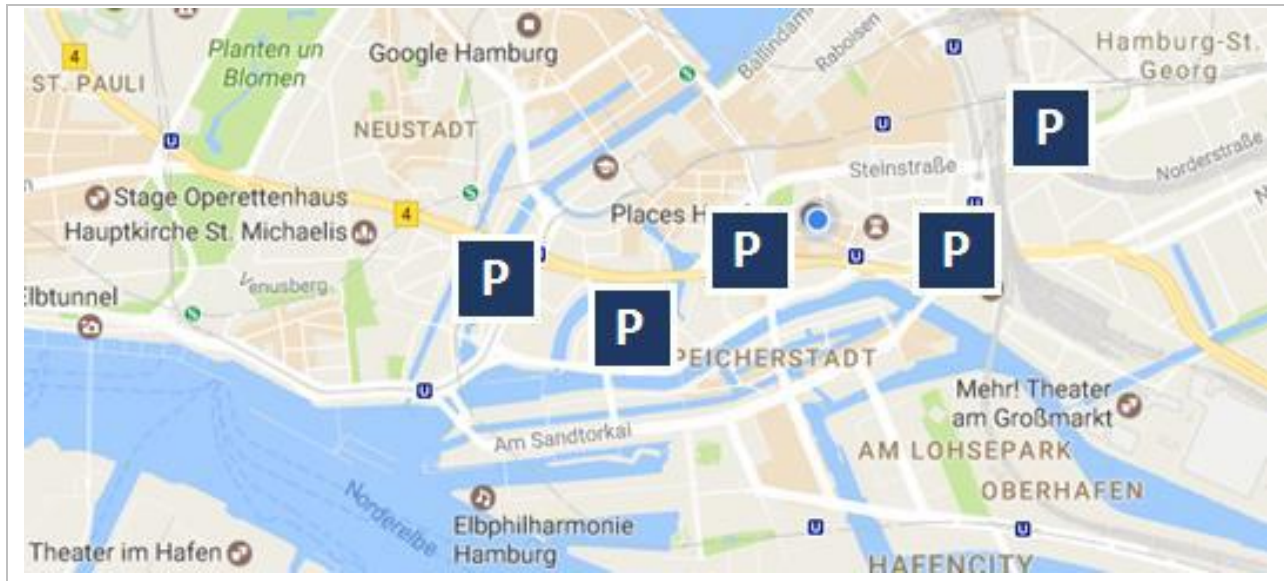 4
Planten un
Blomen
ST. PAULI
Google Hamburg
Ballindamm
Raboisen
U
Hamburg-St.
Georg
P
NEUSTADT
S
U
U
Steinstraße
Norderstraße
S
Stage Operettenhaus
Hauptkirche St. Michaelis
4
Places H
U
P
P
P
U
U
Venusberg
Elbtunnel
S
P
PEICHERSTADT
U
Mehr! Theater
am Großmarkt
Am Sandtorkai
AM LOHSEPARK
OBERHAFEN
Norderelbe
Elbphilharmonie
Hamburg
U
U
Theater im Hafen
HAFENCITY